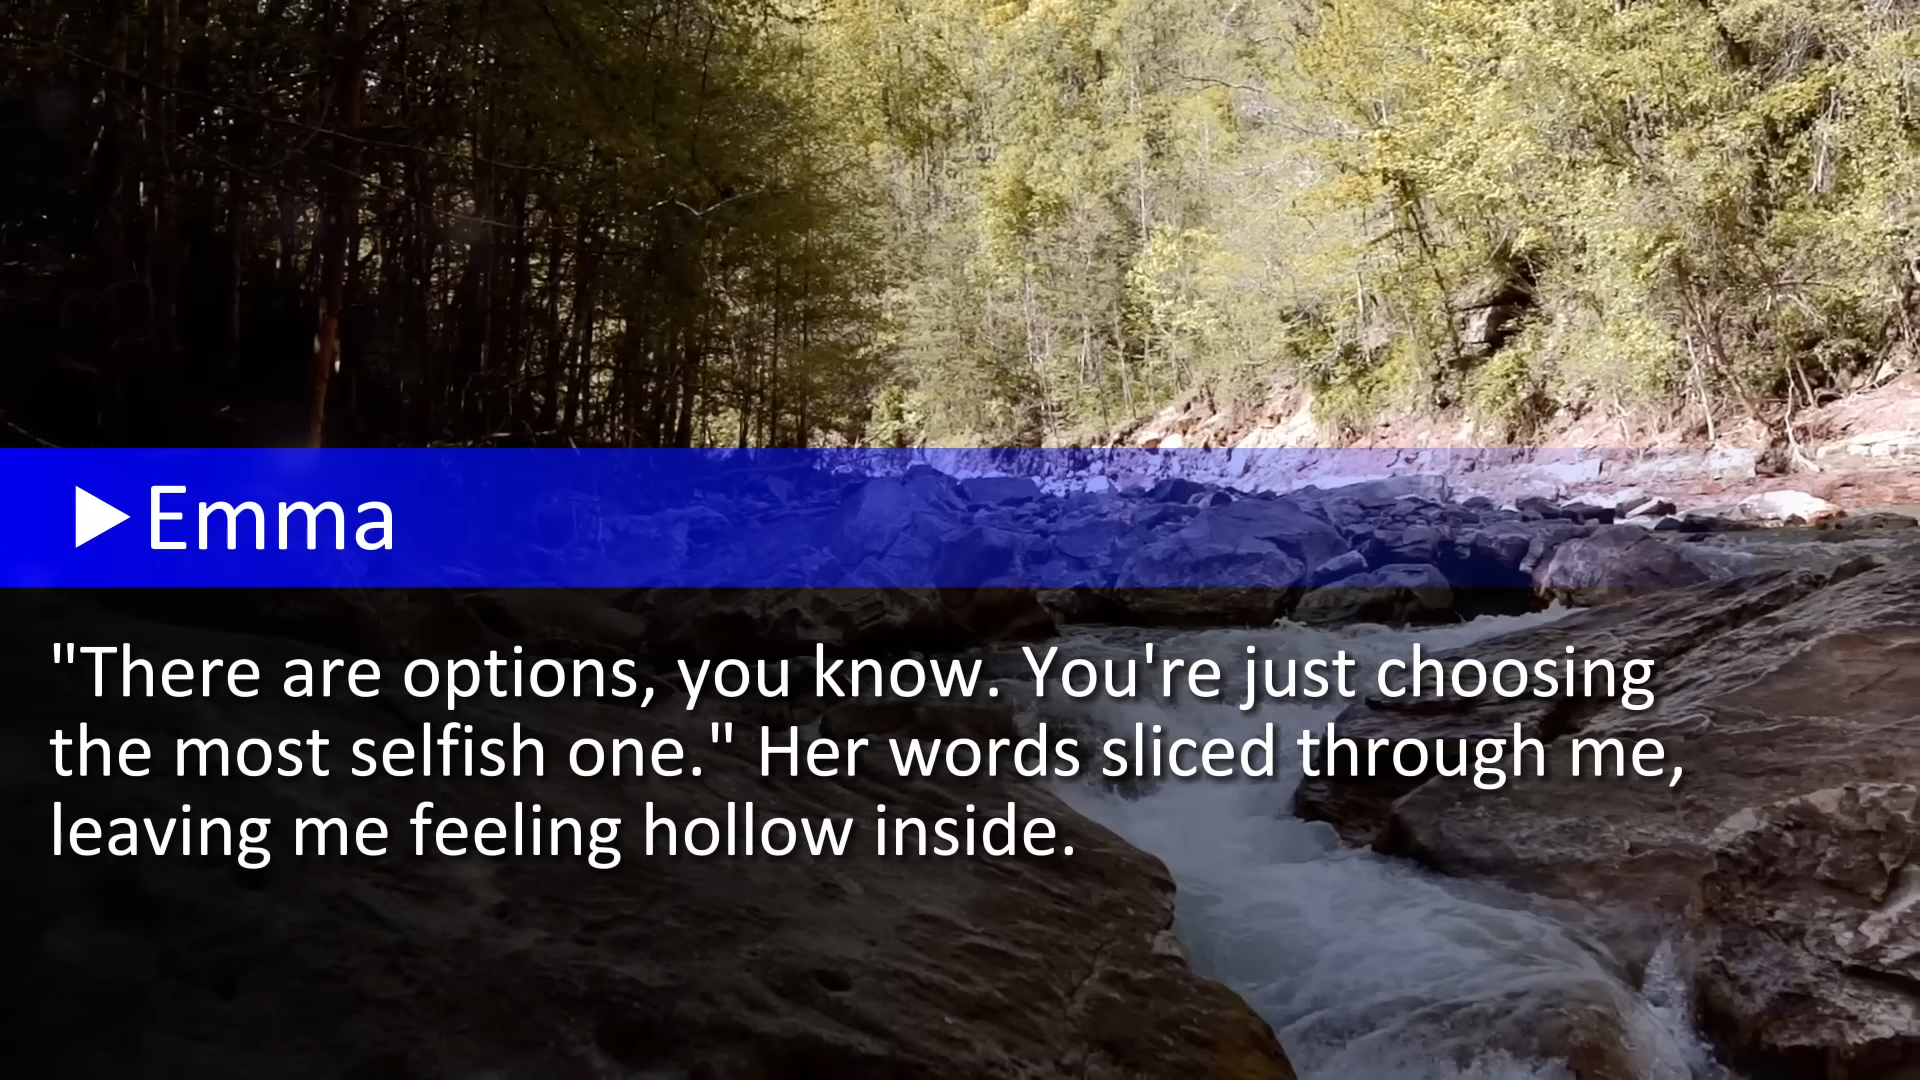 Emma
"There are options, you know. You're just choosing
the most selfish one." Her words sliced through me,
leaving me feeling hollow inside.